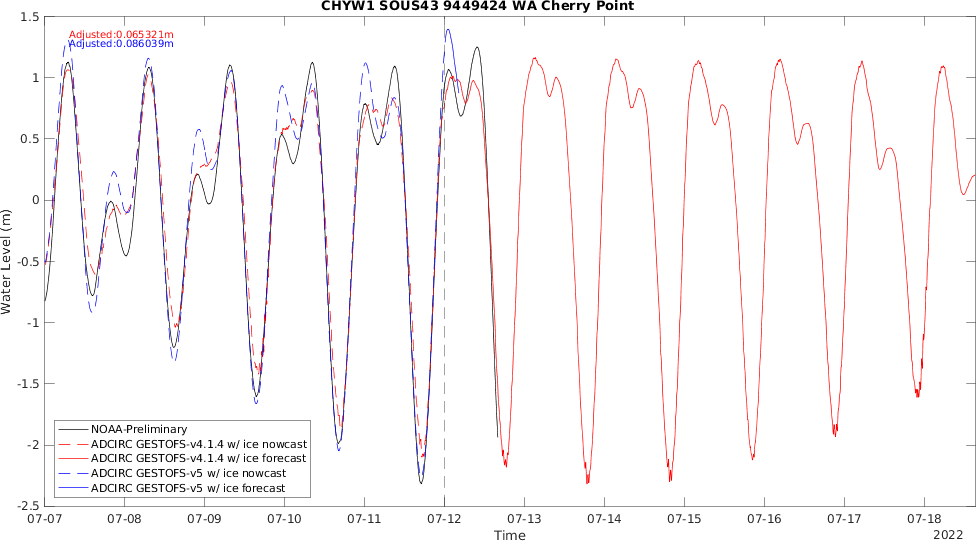 CHYW1 SOUS43 9449424 WA Cherry Point
Adjusted:0.065321m
Adjusted:0.086039m
1.5
1
0.5
0
-0.5
-1
-1.5
-2
-2.5
Water Level (m)
NOAA-Preliminary
ADCIRC GESTOFS-v4.1.4 w/ ice nowcast
ADCIRC GESTOFS-v4.1.4 w/ ice forecast
ADCIRC GESTOFS-v5 w/ ice nowcast
ADCIRC GESTOFS-v5 w/ ice forecast
07-07 07-08 07-09 07-10 07-11 07-12 07-13 07-14 07-15 07-16 07-17 07-18
Time
2022